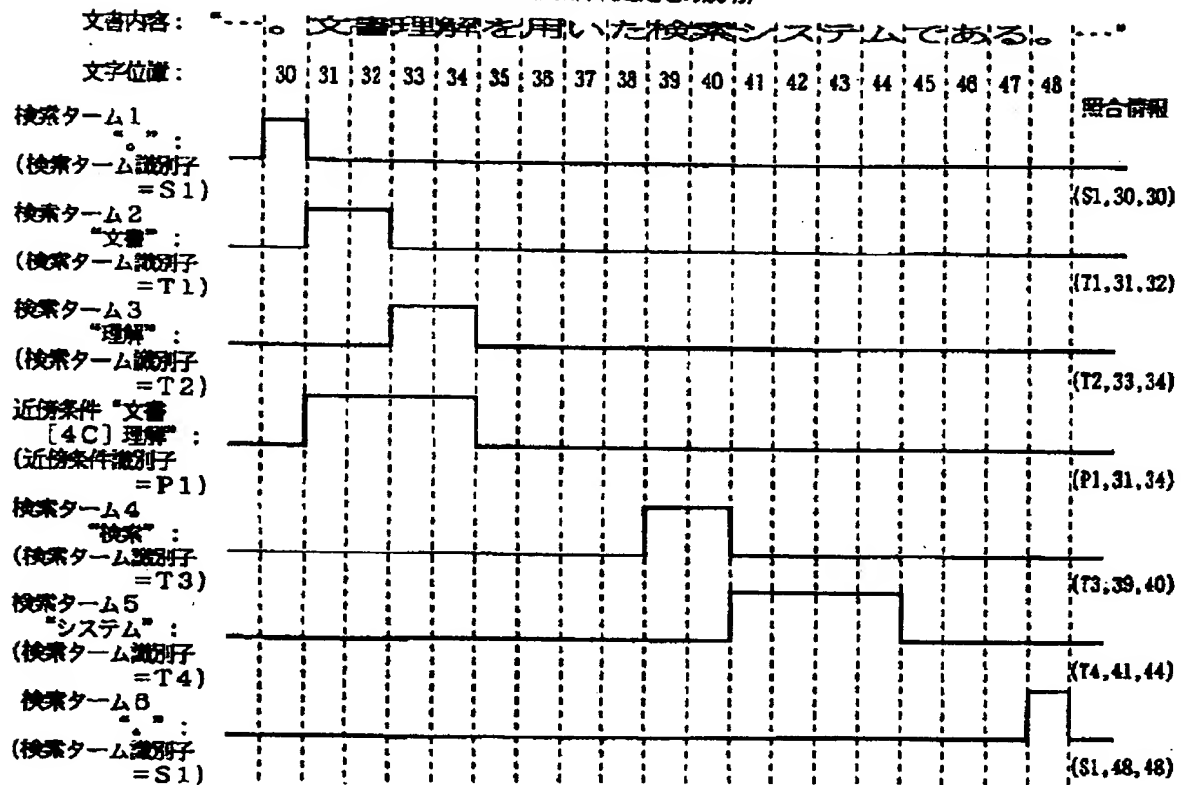 文書内容： “---。文書理解を用いた検索システムである。---”
文字位置： 30 31 32 33 34 35 36 37 38 39 40 41 42 43 44 45 46 47 48
照合情報
検索ターム1
“。”：
(検索ターム識別子
=S1)
(S1,30,30)
検索ターム2
“文書”：
(検索ターム識別子
=T1)
(T1,31,32)
検索ターム3
“理解”：
(検索ターム識別子
=T2)
(T2,33,34)
近傍条件“文書
[4C]理解”：
(近傍条件識別子
=P1)
(P1,31,34)
検索ターム4
“検索”：
(検索ターム識別子
=T3)
(T3,39,40)
検索ターム5
“システム”：
(検索ターム識別子
=T4)
(T4,41,44)
検索ターム6
“。”：
(検索ターム識別子
=S1)
(S1,48,48)